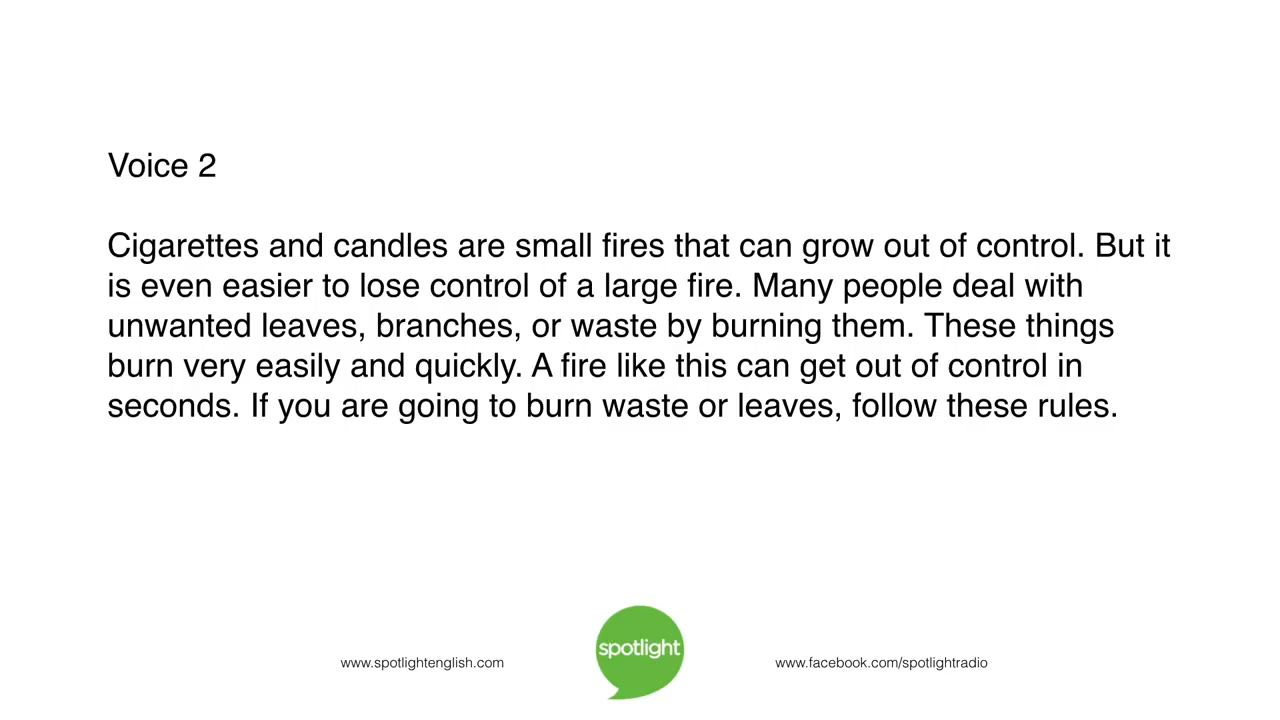 Voice 2
Cigarettes and candles are small fires that can grow out of control. But it
is even easier to lose control of a large fire. Many people deal with
unwanted leaves, branches, or waste by burning them. These things
burn very easily and quickly. A fire like this can get out of control in
seconds. If you are going to burn waste or leaves, follow these rules.
www.spotlightenglish.com
spotlight
www.facebook.com/spotlightradio